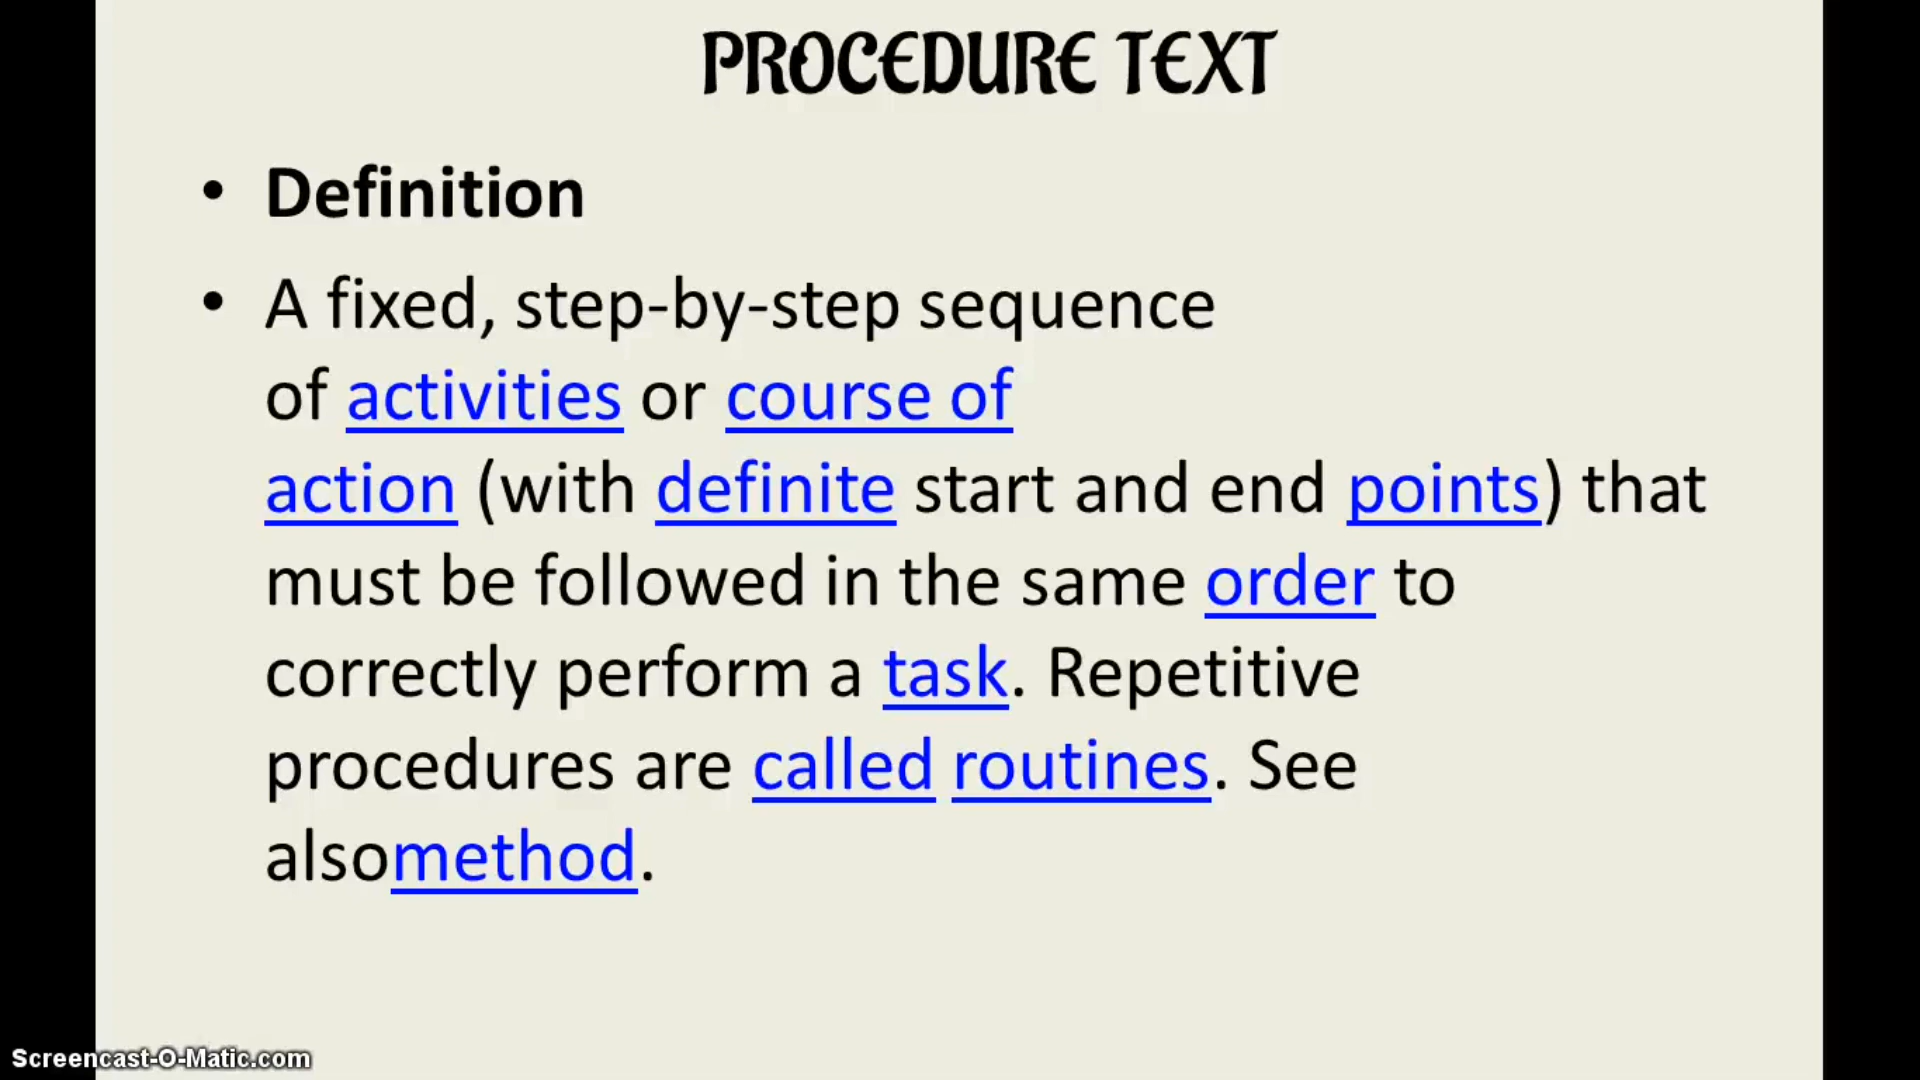 PROCEDURE TEXT
• Definition
• A fixed, step-by-step sequence
of activities or course of
action (with definite start and end points) that
must be followed in the same order to
correctly perform a task. Repetitive
procedures are called routines. See
alsomethod.
Screencast-O-Matic.com